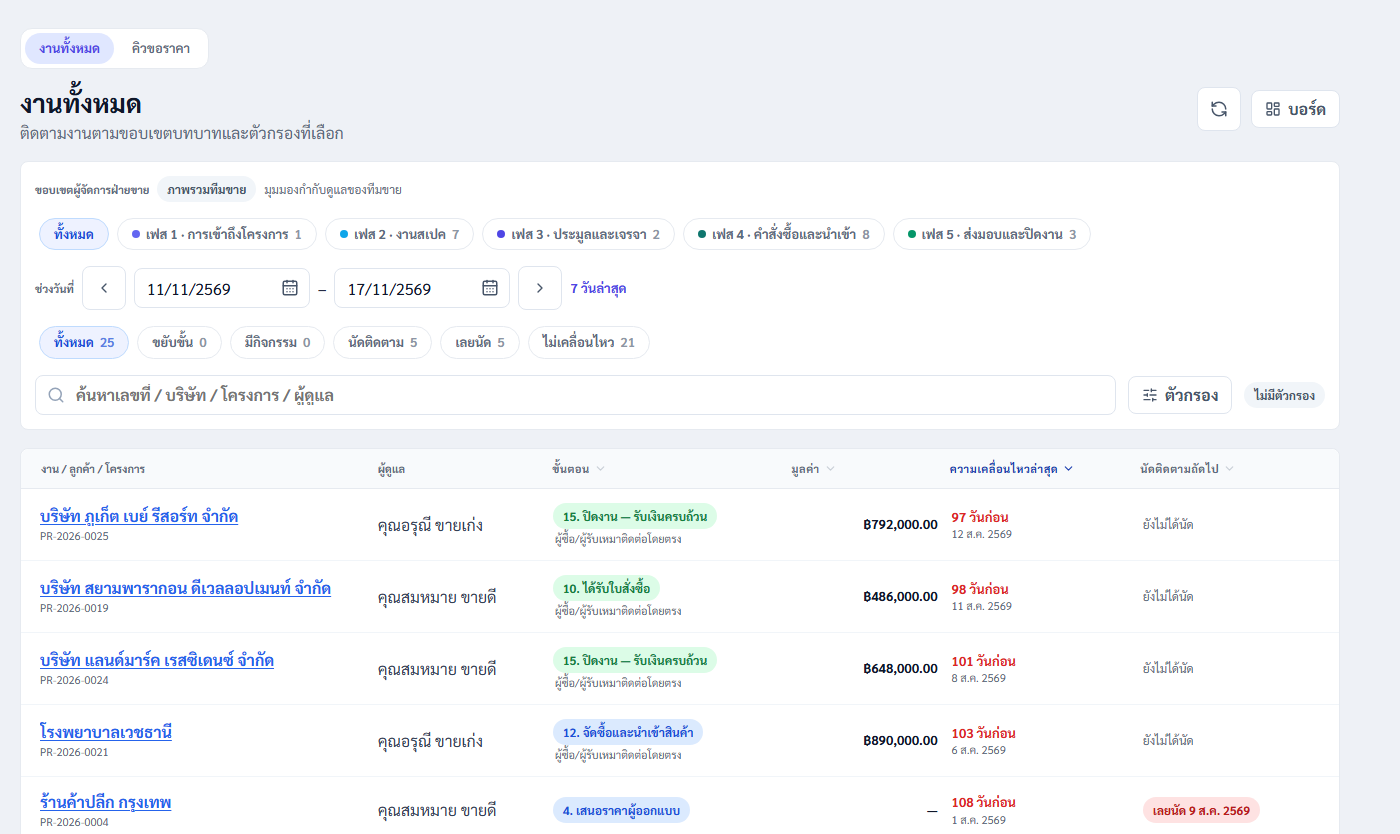 งานทั้งหมด คิวขอราคา
งานทั้งหมด
ติดตามงานตามขอบเขตบทบาทและตัวกรองที่เลือก
บอร์ด
ขอบเขตผู้จัดการฝ่ายขาย ภาพรวมทีมขาย มุมมองกำกับดูแลของทีมขาย
ทั้งหมด เฟส 1 · การเข้าถึงโครงการ 1 เฟส 2 · งานสเปค 7 เฟส 3 · ประมูลและเจรจา 2 เฟส 4 · คำสั่งซื้อและนำเข้า 8 เฟส 5 · ส่งมอบและปิดงาน 3
ช่วงวันที่ 11/11/2569 – 17/11/2569 7 วันล่าสุด
ทั้งหมด 25 ขยับขั้น 0 มีกิจกรรม 0 นัดติดตาม 5 เลยนัด 5 ไม่เคลื่อนไหว 21
ค้นหาเลขที่ / บริษัท / โครงการ / ผู้ดูแล ตัวกรอง ไม่มีตัวกรอง
งาน / ลูกค้า / โครงการ ผู้ดูแล ขั้นตอน มูลค่า ความเคลื่อนไหวล่าสุด นัดติดตามถัดไป
บริษัท ภูเก็ต เบย์ รีสอร์ท จำกัด คุณอรุณี ขายเก่ง 15. ปิดงาน — รับเงินครบถ้วน ฿792,000.00 97 วันก่อน ยังไม่ได้นัด
PR-2026-0025 ผู้ซื้อ/ผู้รับเหมาติดต่อโดยตรง 12 ส.ค. 2569
บริษัท สยามพารากอน ดีเวลลอปเมนท์ จำกัด คุณสมหมาย ขายดี 10. ได้รับใบสั่งซื้อ ฿486,000.00 98 วันก่อน ยังไม่ได้นัด
PR-2026-0019 ผู้ซื้อ/ผู้รับเหมาติดต่อโดยตรง 11 ส.ค. 2569
บริษัท แลนด์มาร์ค เรสซิเดนซ์ จำกัด คุณสมหมาย ขายดี 15. ปิดงาน — รับเงินครบถ้วน ฿648,000.00 101 วันก่อน ยังไม่ได้นัด
PR-2026-0024 ผู้ซื้อ/ผู้รับเหมาติดต่อโดยตรง 8 ส.ค. 2569
โรงพยาบาลเวชธานี คุณอรุณี ขายเก่ง 12. จัดซื้อและนำเข้าสินค้า ฿890,000.00 103 วันก่อน ยังไม่ได้นัด
PR-2026-0021 ผู้ซื้อ/ผู้รับเหมาติดต่อโดยตรง 6 ส.ค. 2569
ร้านค้าปลีก กรุงเทพ คุณสมหมาย ขายดี 4. เสนอราคาผู้ออกแบบ — 108 วันก่อน เลยนัด 9 ส.ค. 2569
PR-2026-0004 1 ส.ค. 2569